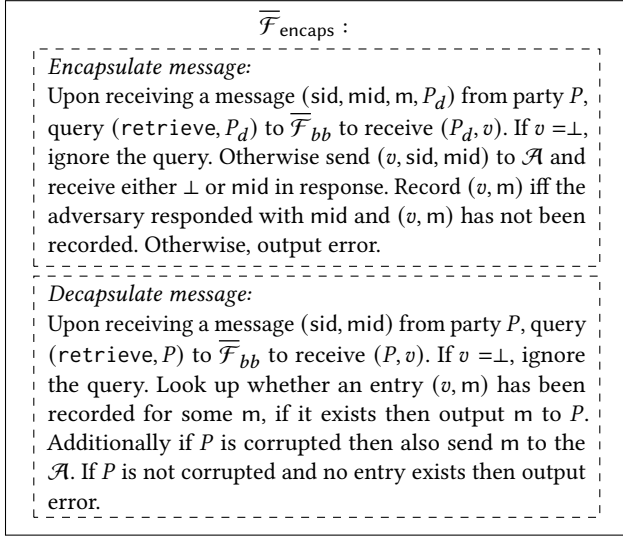 𝓕̅encaps :
Encapsulate message:
Upon receiving a message (sid, mid, m, P_d) from party P,
query (retrieve, P_d) to 𝓕̅_bb to receive (P_d, v). If v =⊥,
ignore the query. Otherwise send (v, sid, mid) to 𝒜 and
receive either ⊥ or mid in response. Record (v, m) iff the
adversary responded with mid and (v, m) has not been
recorded. Otherwise, output error.
Decapsulate message:
Upon receiving a message (sid, mid) from party P, query
(retrieve, P) to 𝓕̅_bb to receive (P, v). If v =⊥, ignore
the query. Look up whether an entry (v, m) has been
recorded for some m, if it exists then output m to P.
Additionally if P is corrupted then also send m to the
𝒜. If P is not corrupted and no entry exists then output
error.